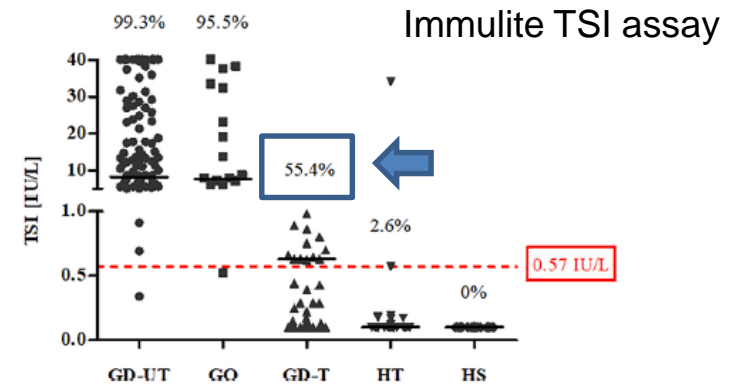 Immulite TSI assay
99.3% 95.5%
40
30
20
10
55.4%
TSI [IU/L]
1.0
2.6%
0.57 IU/L
0.5
0%
0.0
GD-UT GO GD-T HT HS